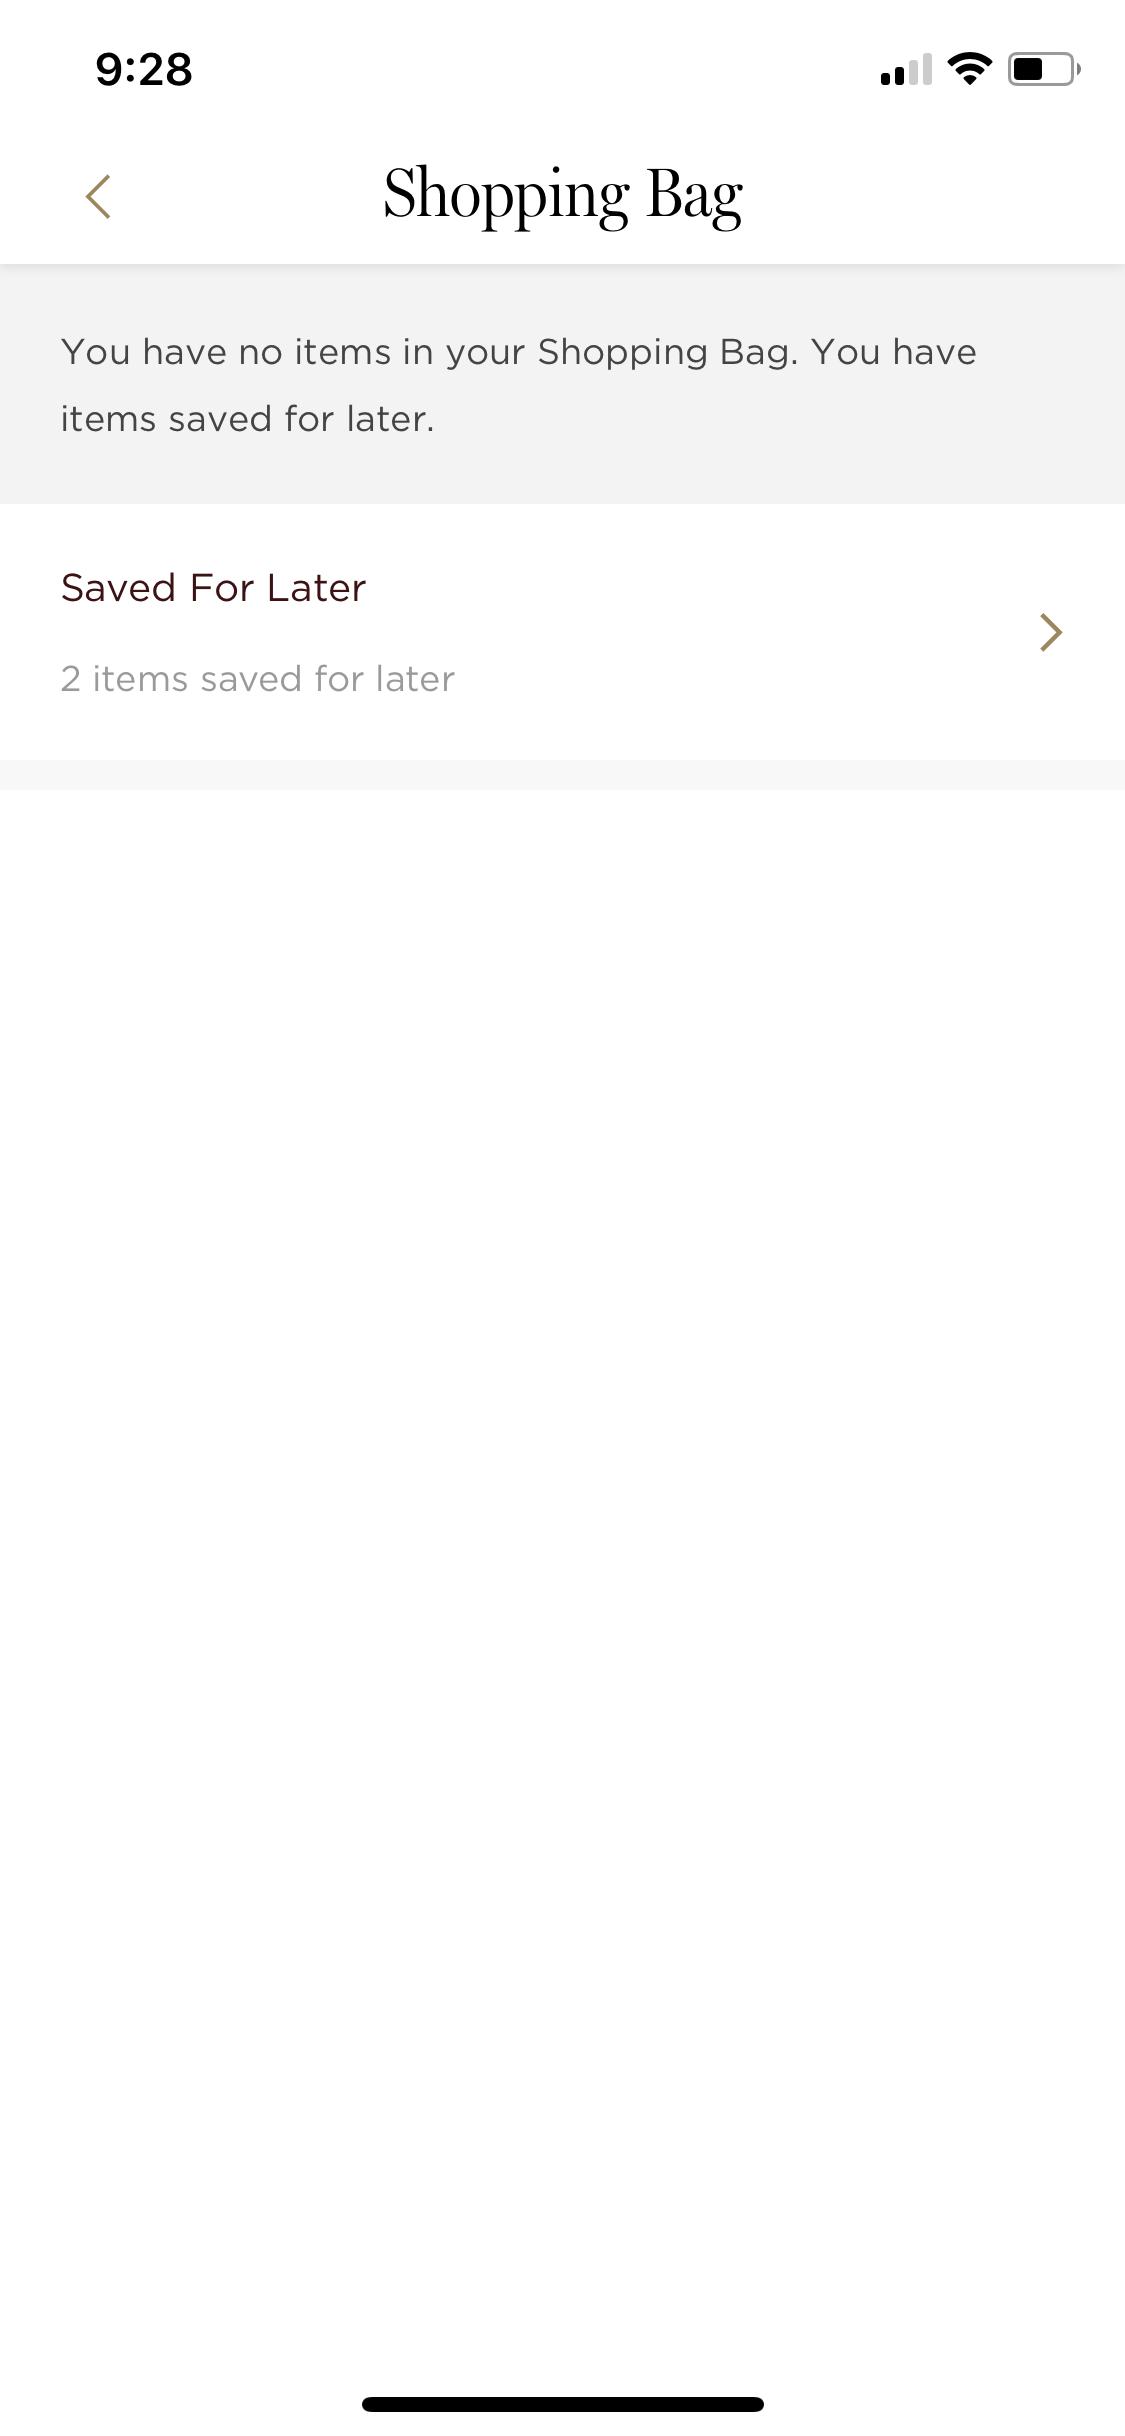 9:28
Shopping Bag
You have no items in your Shopping Bag. You have
items saved for later.
Saved For Later
2 items saved for later